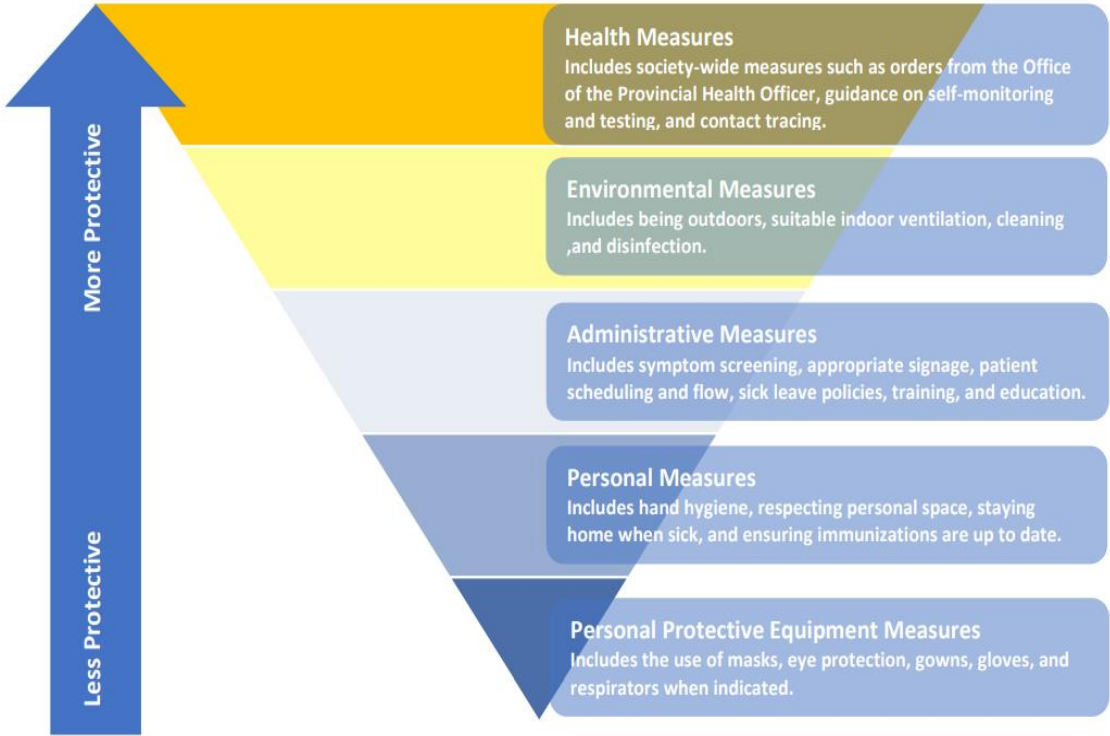 More Protective
Less Protective
Health Measures
Includes society-wide measures such as orders from the Office
of the Provincial Health Officer, guidance on self-monitoring
and testing, and contact tracing.
Environmental Measures
Includes being outdoors, suitable indoor ventilation, cleaning
,and disinfection.
Administrative Measures
Includes symptom screening, appropriate signage, patient
scheduling and flow, sick leave policies, training, and education.
Personal Measures
Includes hand hygiene, respecting personal space, staying
home when sick, and ensuring immunizations are up to date.
Personal Protective Equipment Measures
Includes the use of masks, eye protection, gowns, gloves, and
respirators when indicated.